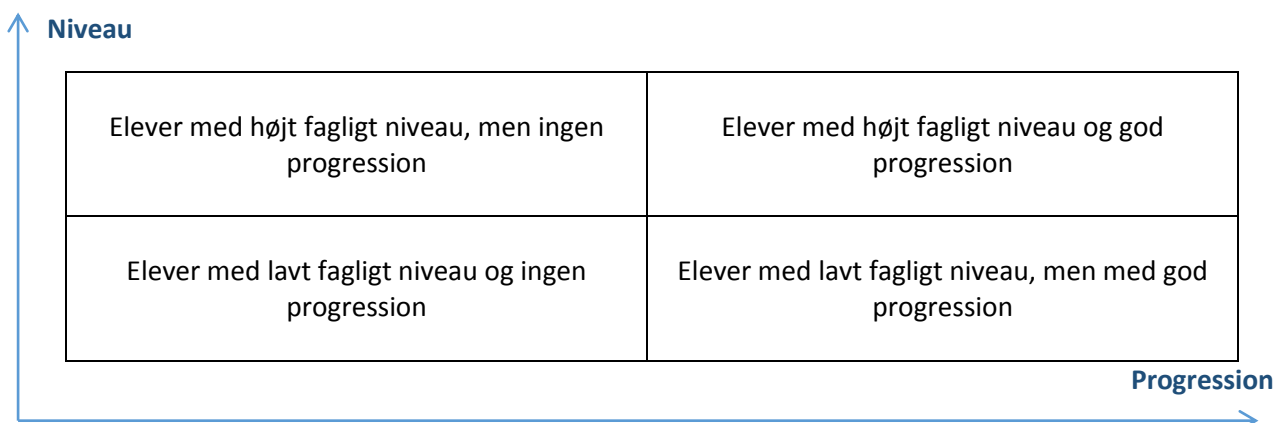 Niveau
Elever med højt fagligt niveau, men ingen
progression
Elever med højt fagligt niveau og god
progression
Elever med lavt fagligt niveau og ingen
progression
Elever med lavt fagligt niveau, men med god
progression
Progression